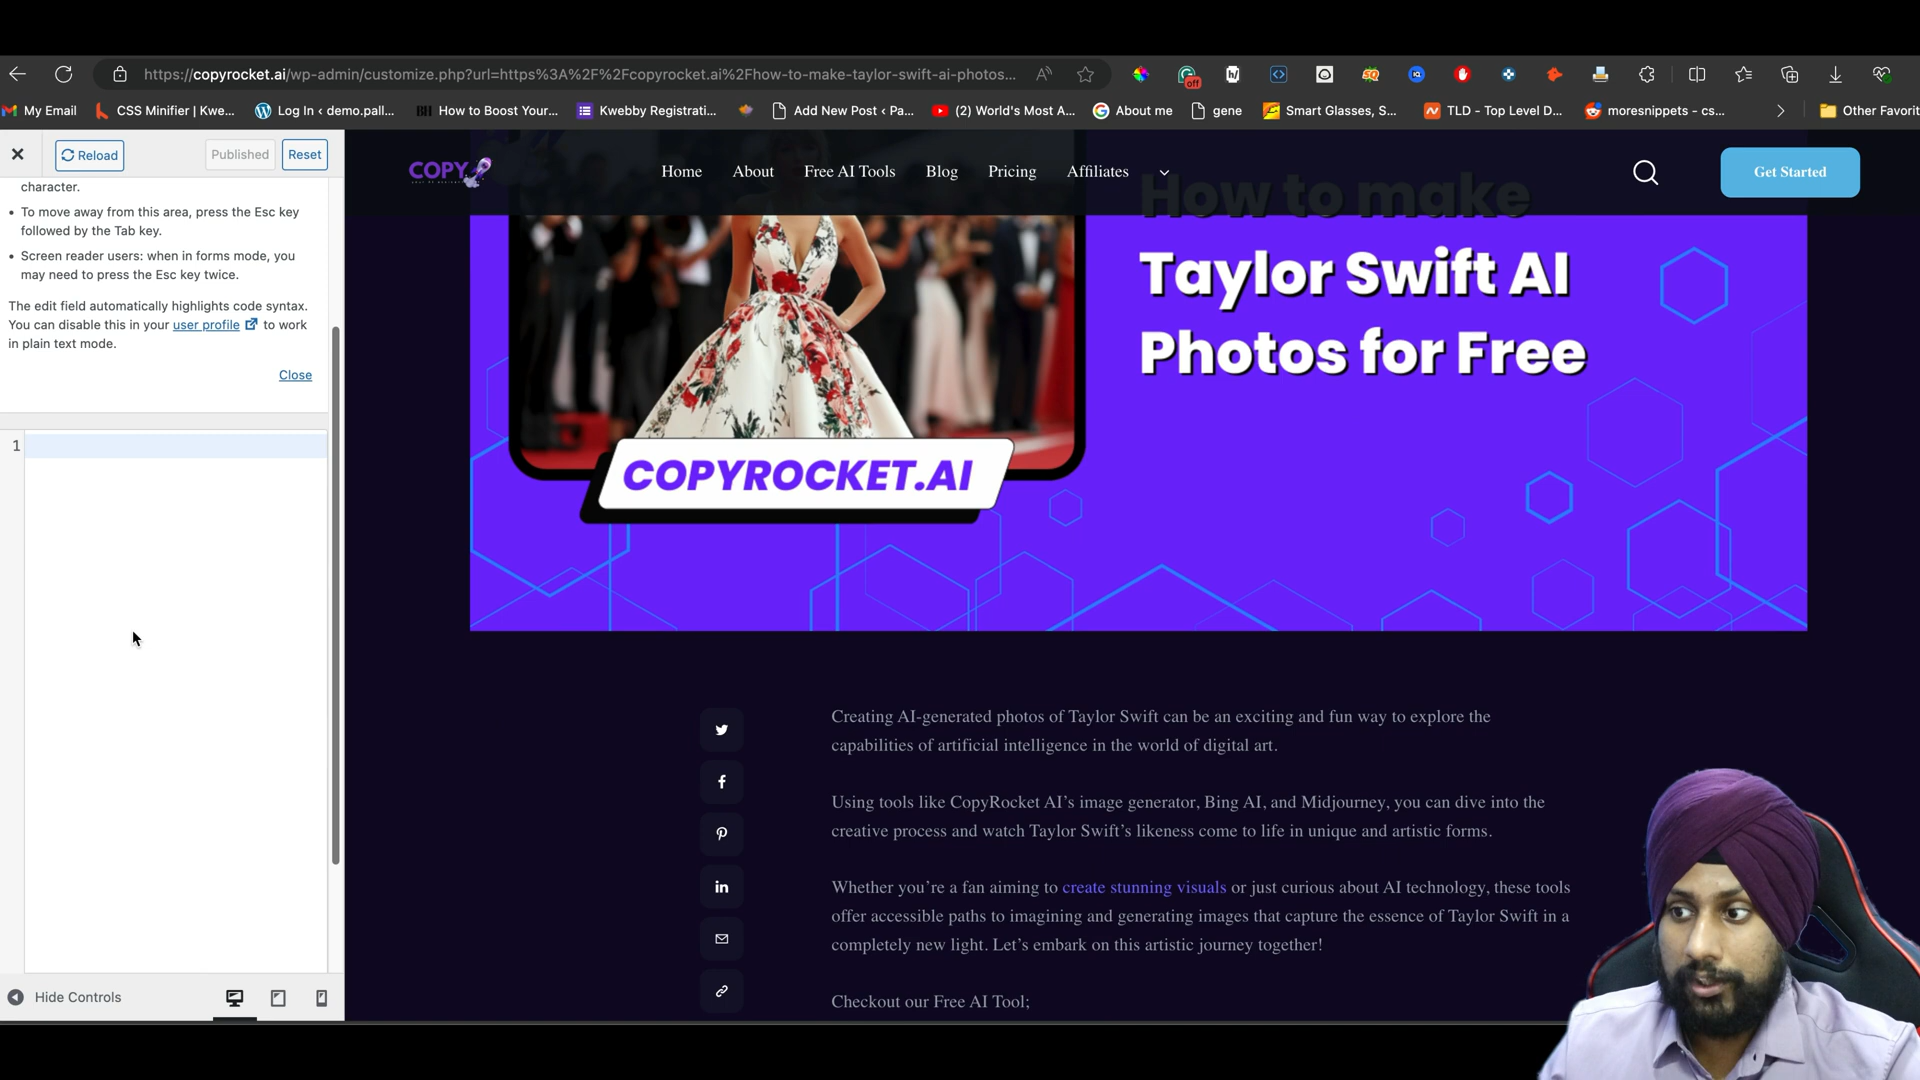 https://copyrocket.ai/wp-admin/customize.php?url=https%3A%2F%2Fcopyrocket.ai%2Fhow-to-make-taylor-swift-ai-photos...
off
My Email
CSS Minifier | Kwe...
Log In ‹ demo.pall...
BH How to Boost Your...
Kwebby Registrati...
Add New Post ‹ Pa...
(2) World's Most A...
About me
gene
Smart Glasses, S...
TLD - Top Level D...
moresnippets - cs...
Other Favorit
Reload
Published
Reset
character.
• To move away from this area, press the Esc key
followed by the Tab key.
• Screen reader users: when in forms mode, you
may need to press the Esc key twice.
The edit field automatically highlights code syntax.
You can disable this in your user profile to work
in plain text mode.
Close
1
Hide Controls
COPY
Home
About
Free AI Tools
Blog
Pricing
Affiliates
Get Started
How to make
Taylor Swift AI
Photos for Free
COPYROCKET.AI
Creating AI-generated photos of Taylor Swift can be an exciting and fun way to explore the
capabilities of artificial intelligence in the world of digital art.
Using tools like CopyRocket AI’s image generator, Bing AI, and Midjourney, you can dive into the
creative process and watch Taylor Swift’s likeness come to life in unique and artistic forms.
Whether you’re a fan aiming to create stunning visuals or just curious about AI technology, these tools
offer accessible paths to imagining and generating images that capture the essence of Taylor Swift in a
completely new light. Let’s embark on this artistic journey together!
Checkout our Free AI Tool;